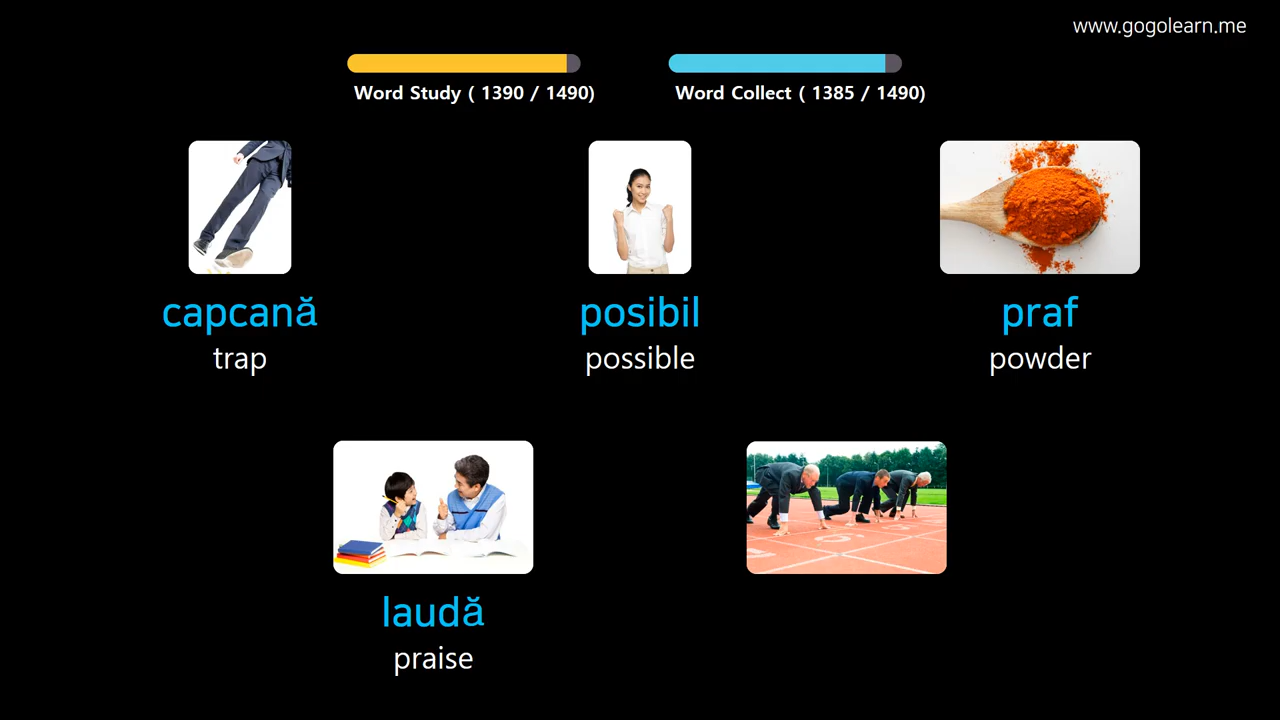 www.gogolearn.me
Word Study ( 1390 / 1490)
Word Collect ( 1385 / 1490)
capcană
trap
posibil
possible
praf
powder
laudă
praise